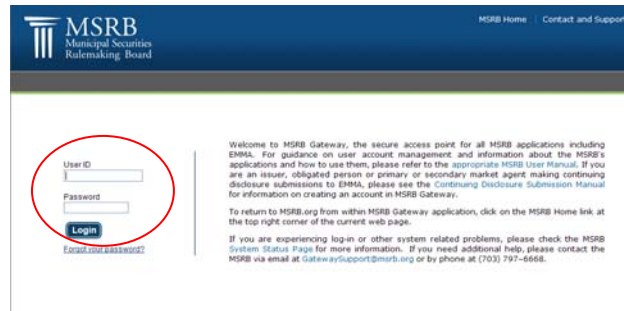 MSRB
Municipal Securities
Rulemaking Board
MSRB Home | Contact and Support
User ID
Password
Login
Forgot your password?
Welcome to MSRB Gateway, the secure access point for all MSRB applications including
EMMA. For guidance on user account management and information about the MSRB's
applications and how to use them, please refer to the appropriate MSRB User Manual. If you
are an issuer, obligated person or primary or secondary market agent making continuing
disclosure submissions to EMMA, please see the Continuing Disclosure Submission Manual
for information on creating an account in MSRB Gateway.
To return to MSRB.org from within MSRB Gateway application, click on the MSRB Home link at
the top right corner of the current web page.
If you are experiencing log-in or other system related problems, please check the MSRB
System Status Page for more information. If you need additional help, please contact the
MSRB via email at GatewaySupport@msrb.org or by phone at (703) 797-6668.